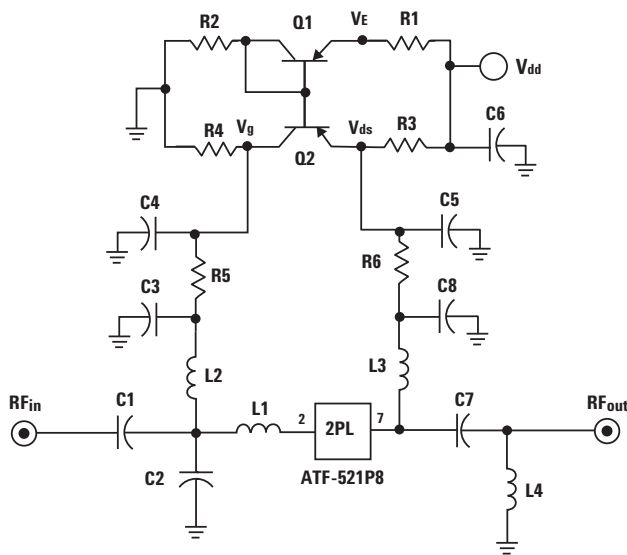 R2
Q1
VE
R1
Vdd
R4
Vg
Q2
Vds
R3
C6
C4
C5
R5
R6
C3
C8
L2
L3
RFin
C1
L1
2
2PL
7
C7
RFout
C2
ATF-521P8
L4